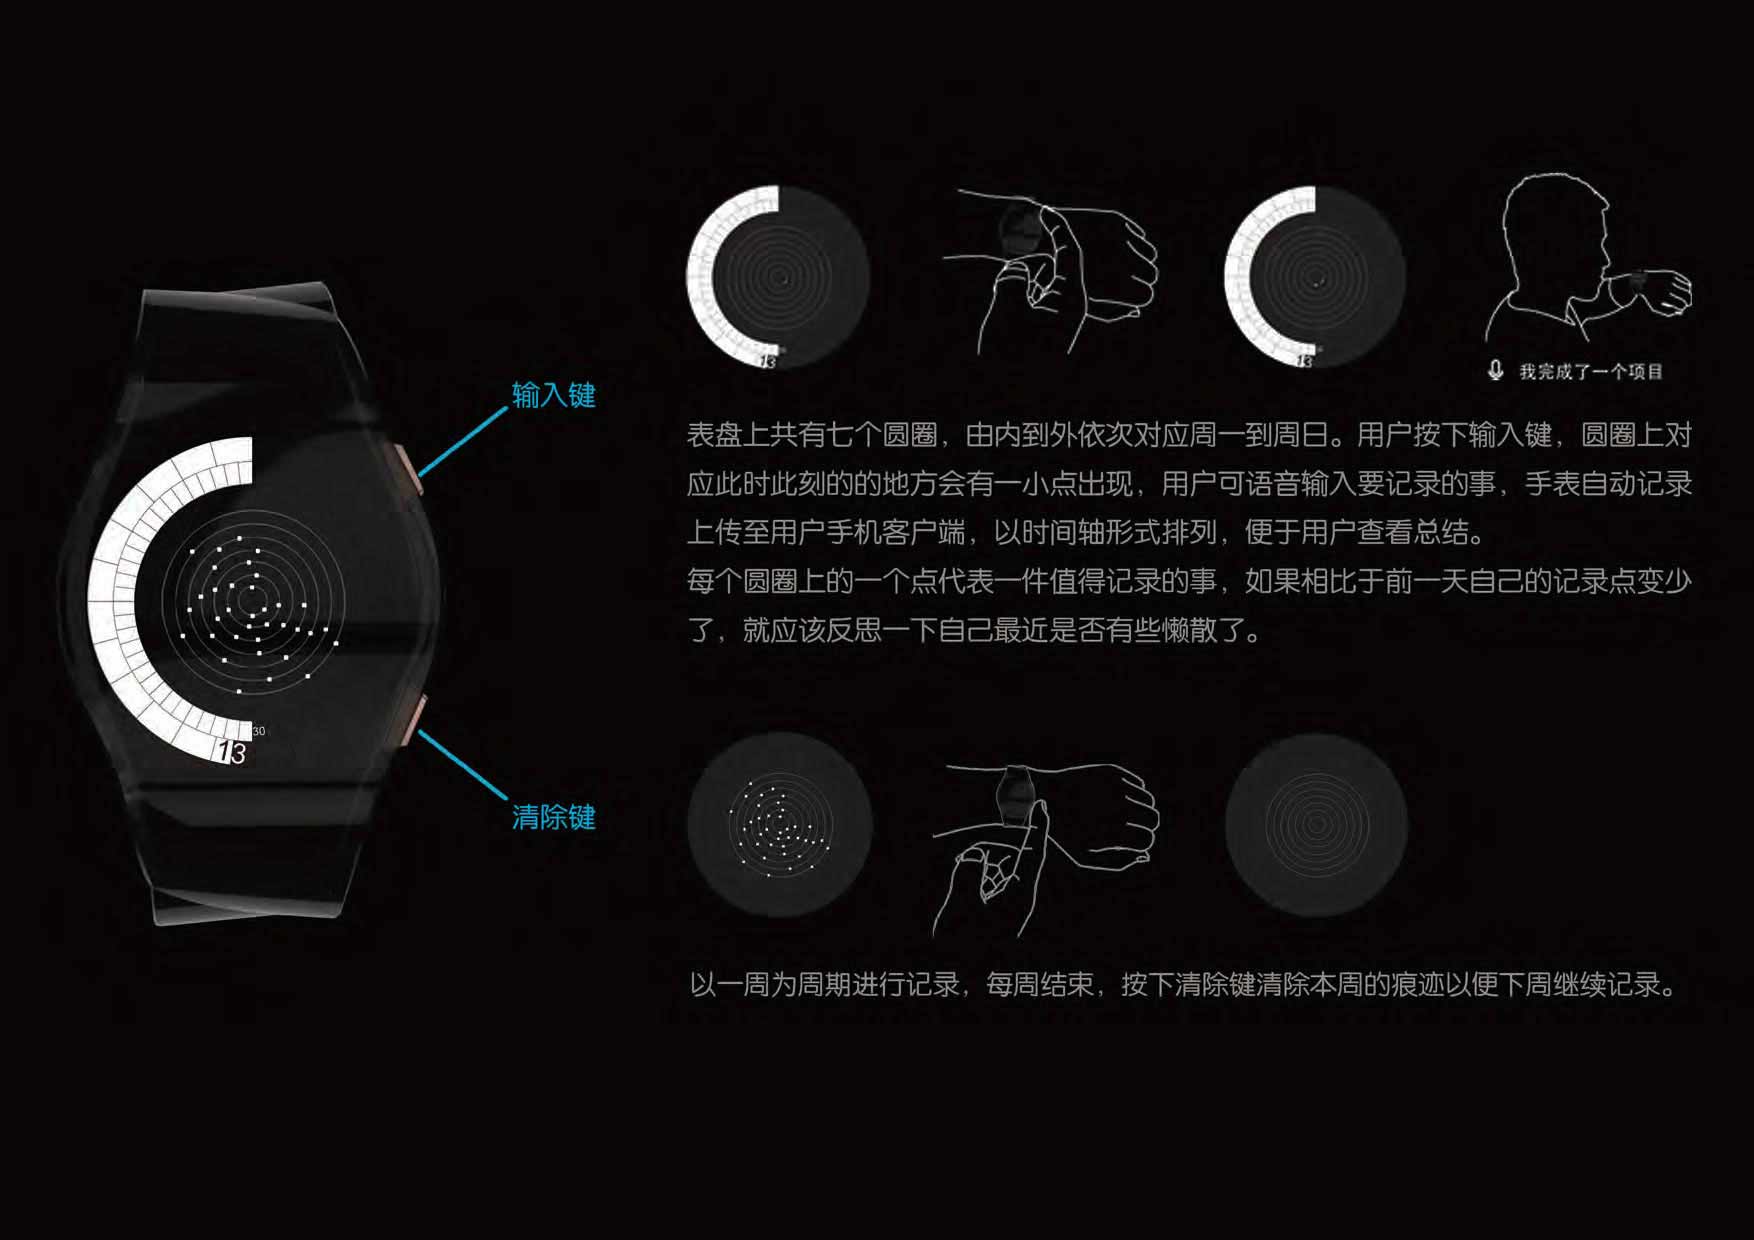 输入键
30
13
清除键
13
13
我完成了一个项目
表盘上共有七个圆圈，由内到外依次对应周一到周日。用户按下输入键，圆圈上对
应此时此刻的的地方会有一小点出现，用户可语音输入要记录的事，手表自动记录
上传至用户手机客户端，以时间轴形式排列，便于用户查看总结。
每个圆圈上的一个点代表一件值得记录的事，如果相比于前一天自己的记录点变少
了，就应该反思一下自己最近是否有些懒散了。
以一周为周期进行记录，每周结束，按下清除键清除本周的痕迹以便下周继续记录。